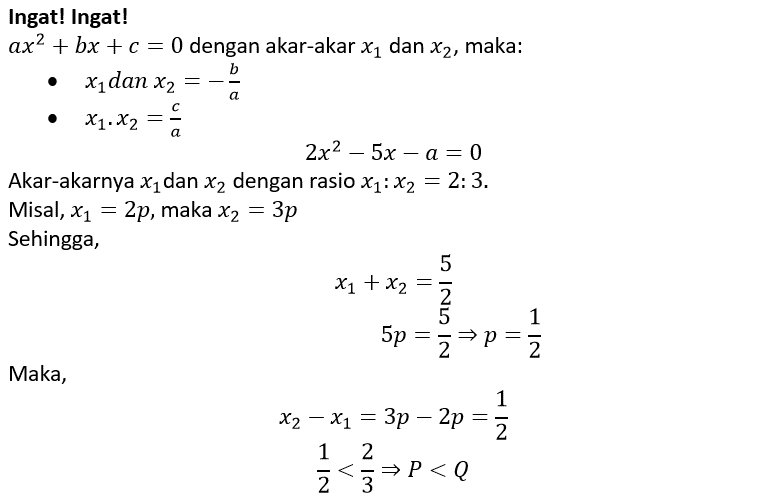 Ingat! Ingat!
ax² + bx + c = 0 dengan akar-akar x₁ dan x₂, maka:
• x₁dan x₂ = −b/a
• x₁. x₂ = c/a
2x² − 5x − a = 0
Akar-akarnya x₁dan x₂ dengan rasio x₁: x₂ = 2: 3.
Misal, x₁ = 2p, maka x₂ = 3p
Sehingga,
x₁ + x₂ = 5/2
5p = 5/2 ⇒ p = 1/2
Maka,
x₂ − x₁ = 3p − 2p = 1/2
1/2 < 2/3 ⇒ P < Q